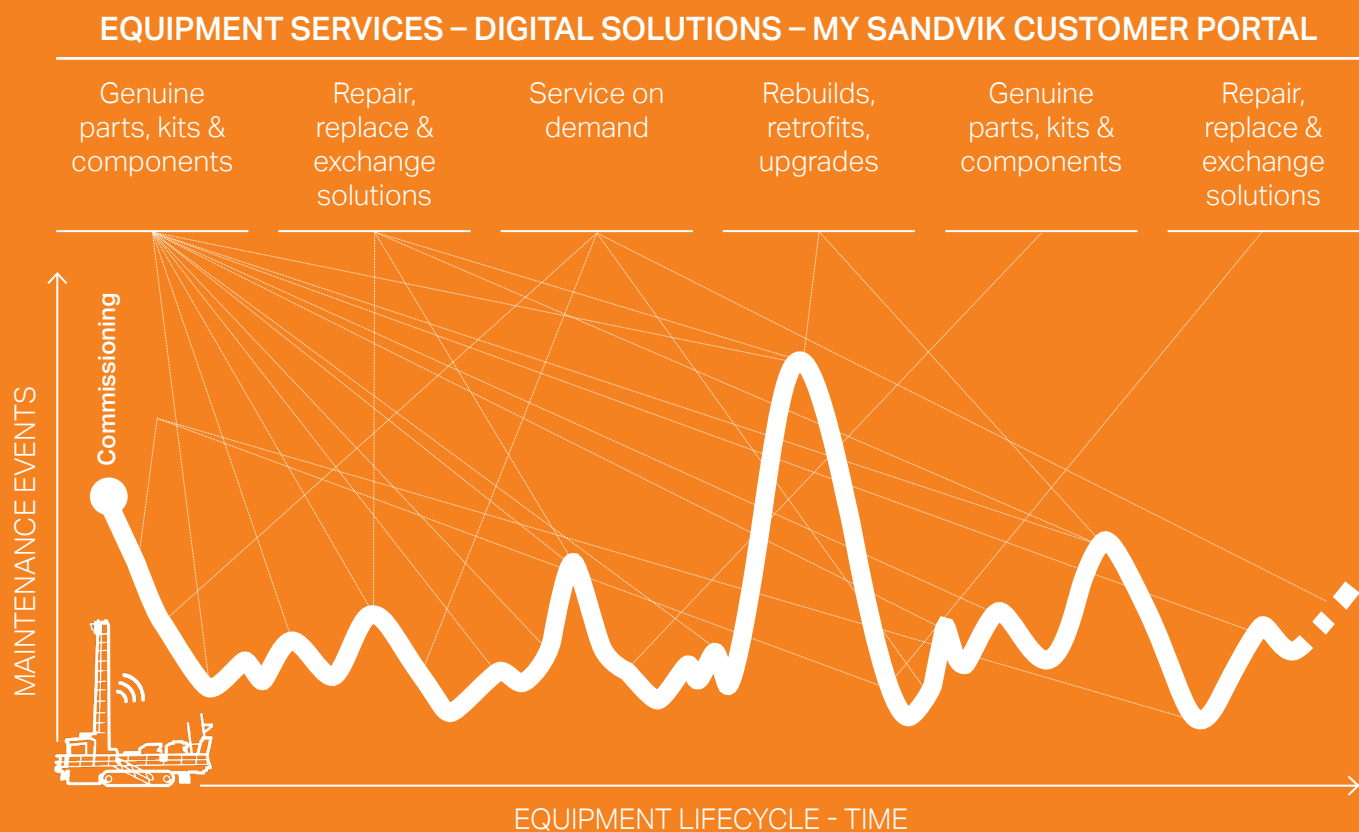 EQUIPMENT SERVICES – DIGITAL SOLUTIONS – MY SANDVIK CUSTOMER PORTAL
Genuine
parts, kits &
components
Repair,
replace &
exchange
solutions
Service on
demand
Rebuilds,
retrofits,
upgrades
Genuine
parts, kits &
components
Repair,
replace &
exchange
solutions
Commissioning
MAINTENANCE EVENTS
EQUIPMENT LIFECYCLE - TIME